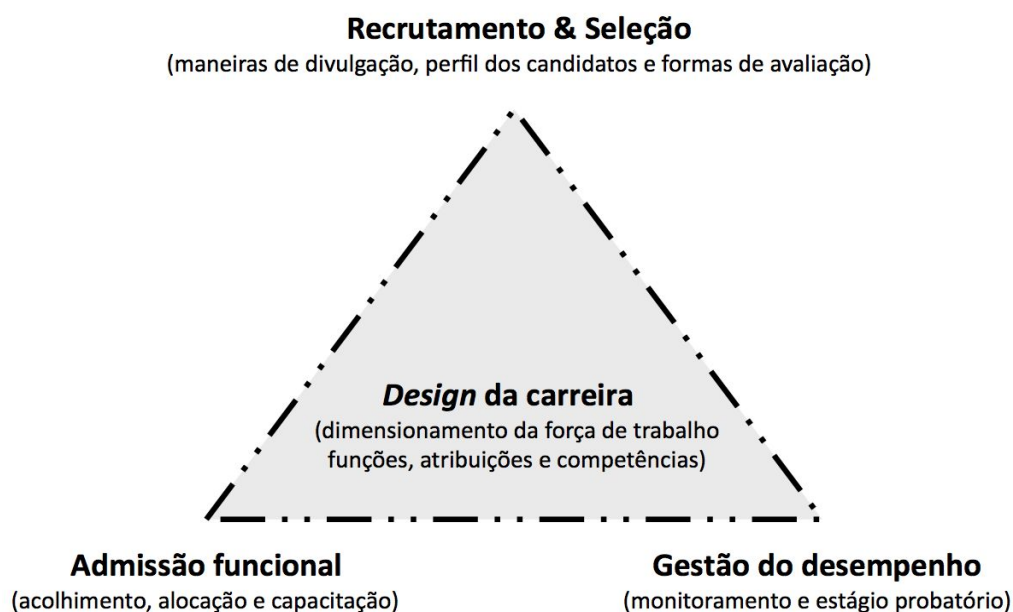 Recrutamento & Seleção
(maneiras de divulgação, perfil dos candidatos e formas de avaliação)
Design da carreira
(dimensionamento da força de trabalho
funções, atribuições e competências)
Admissão funcional
(acolhimento, alocação e capacitação)
Gestão do desempenho
(monitoramento e estágio probatório)